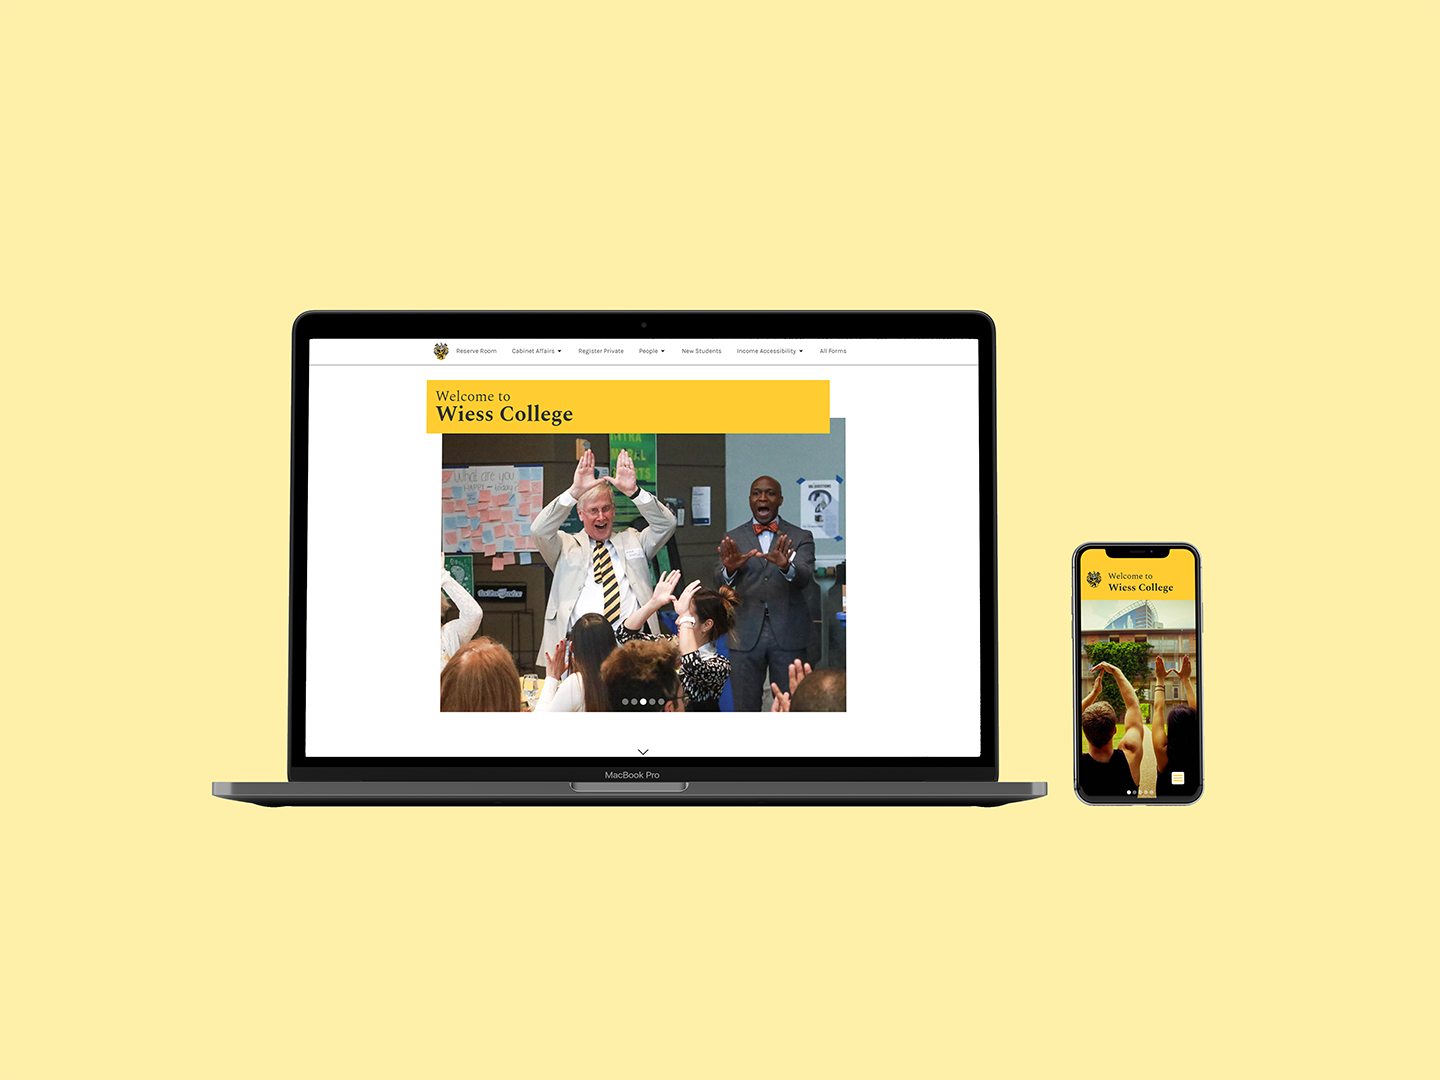 Reserve Room Cabinet Affairs Register Private People New Students Income Accessibility All Forms
Welcome to
Wiess College
What are you
HAPPY
today?
?
MacBook Pro
Welcome to
Wiess College